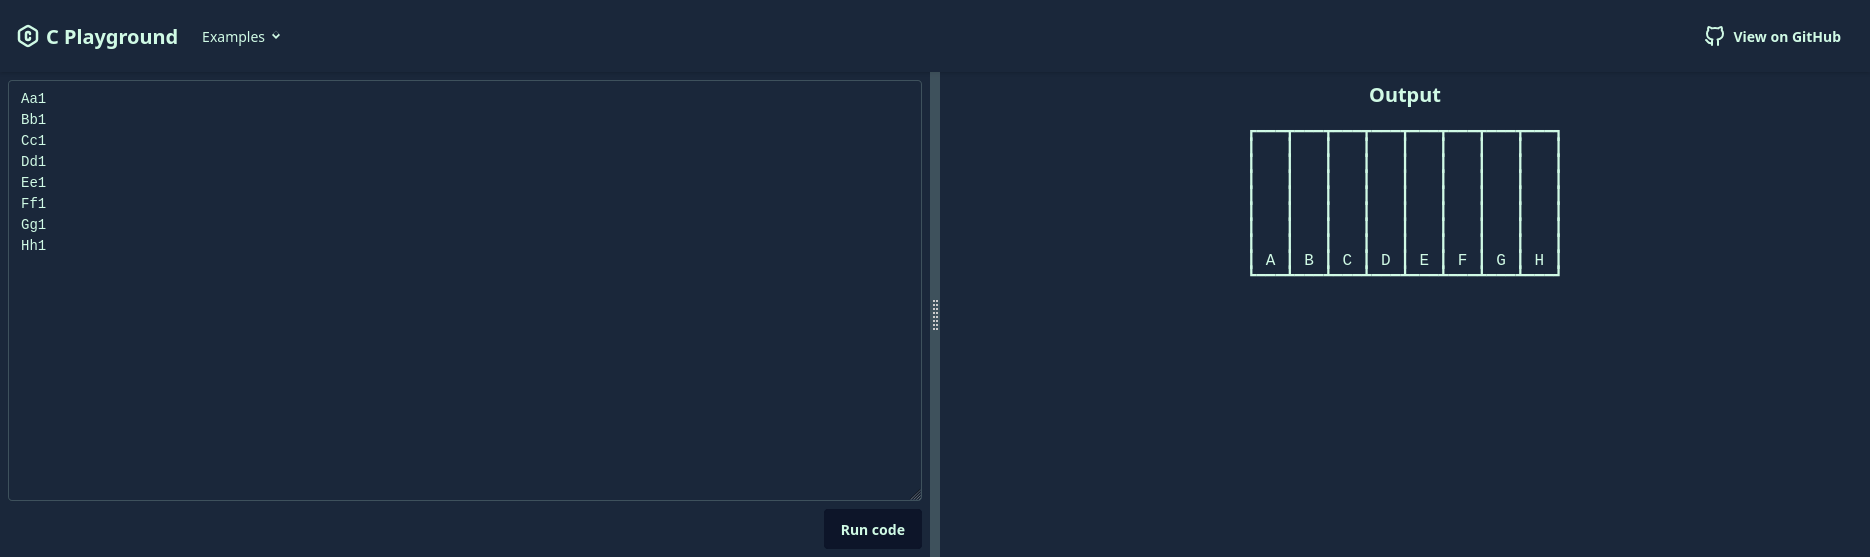 C Playground
Examples
View on GitHub
Aa1
Bb1
Cc1
Dd1
Ee1
Ff1
Gg1
Hh1
Run code
Output
A B C D E F G H